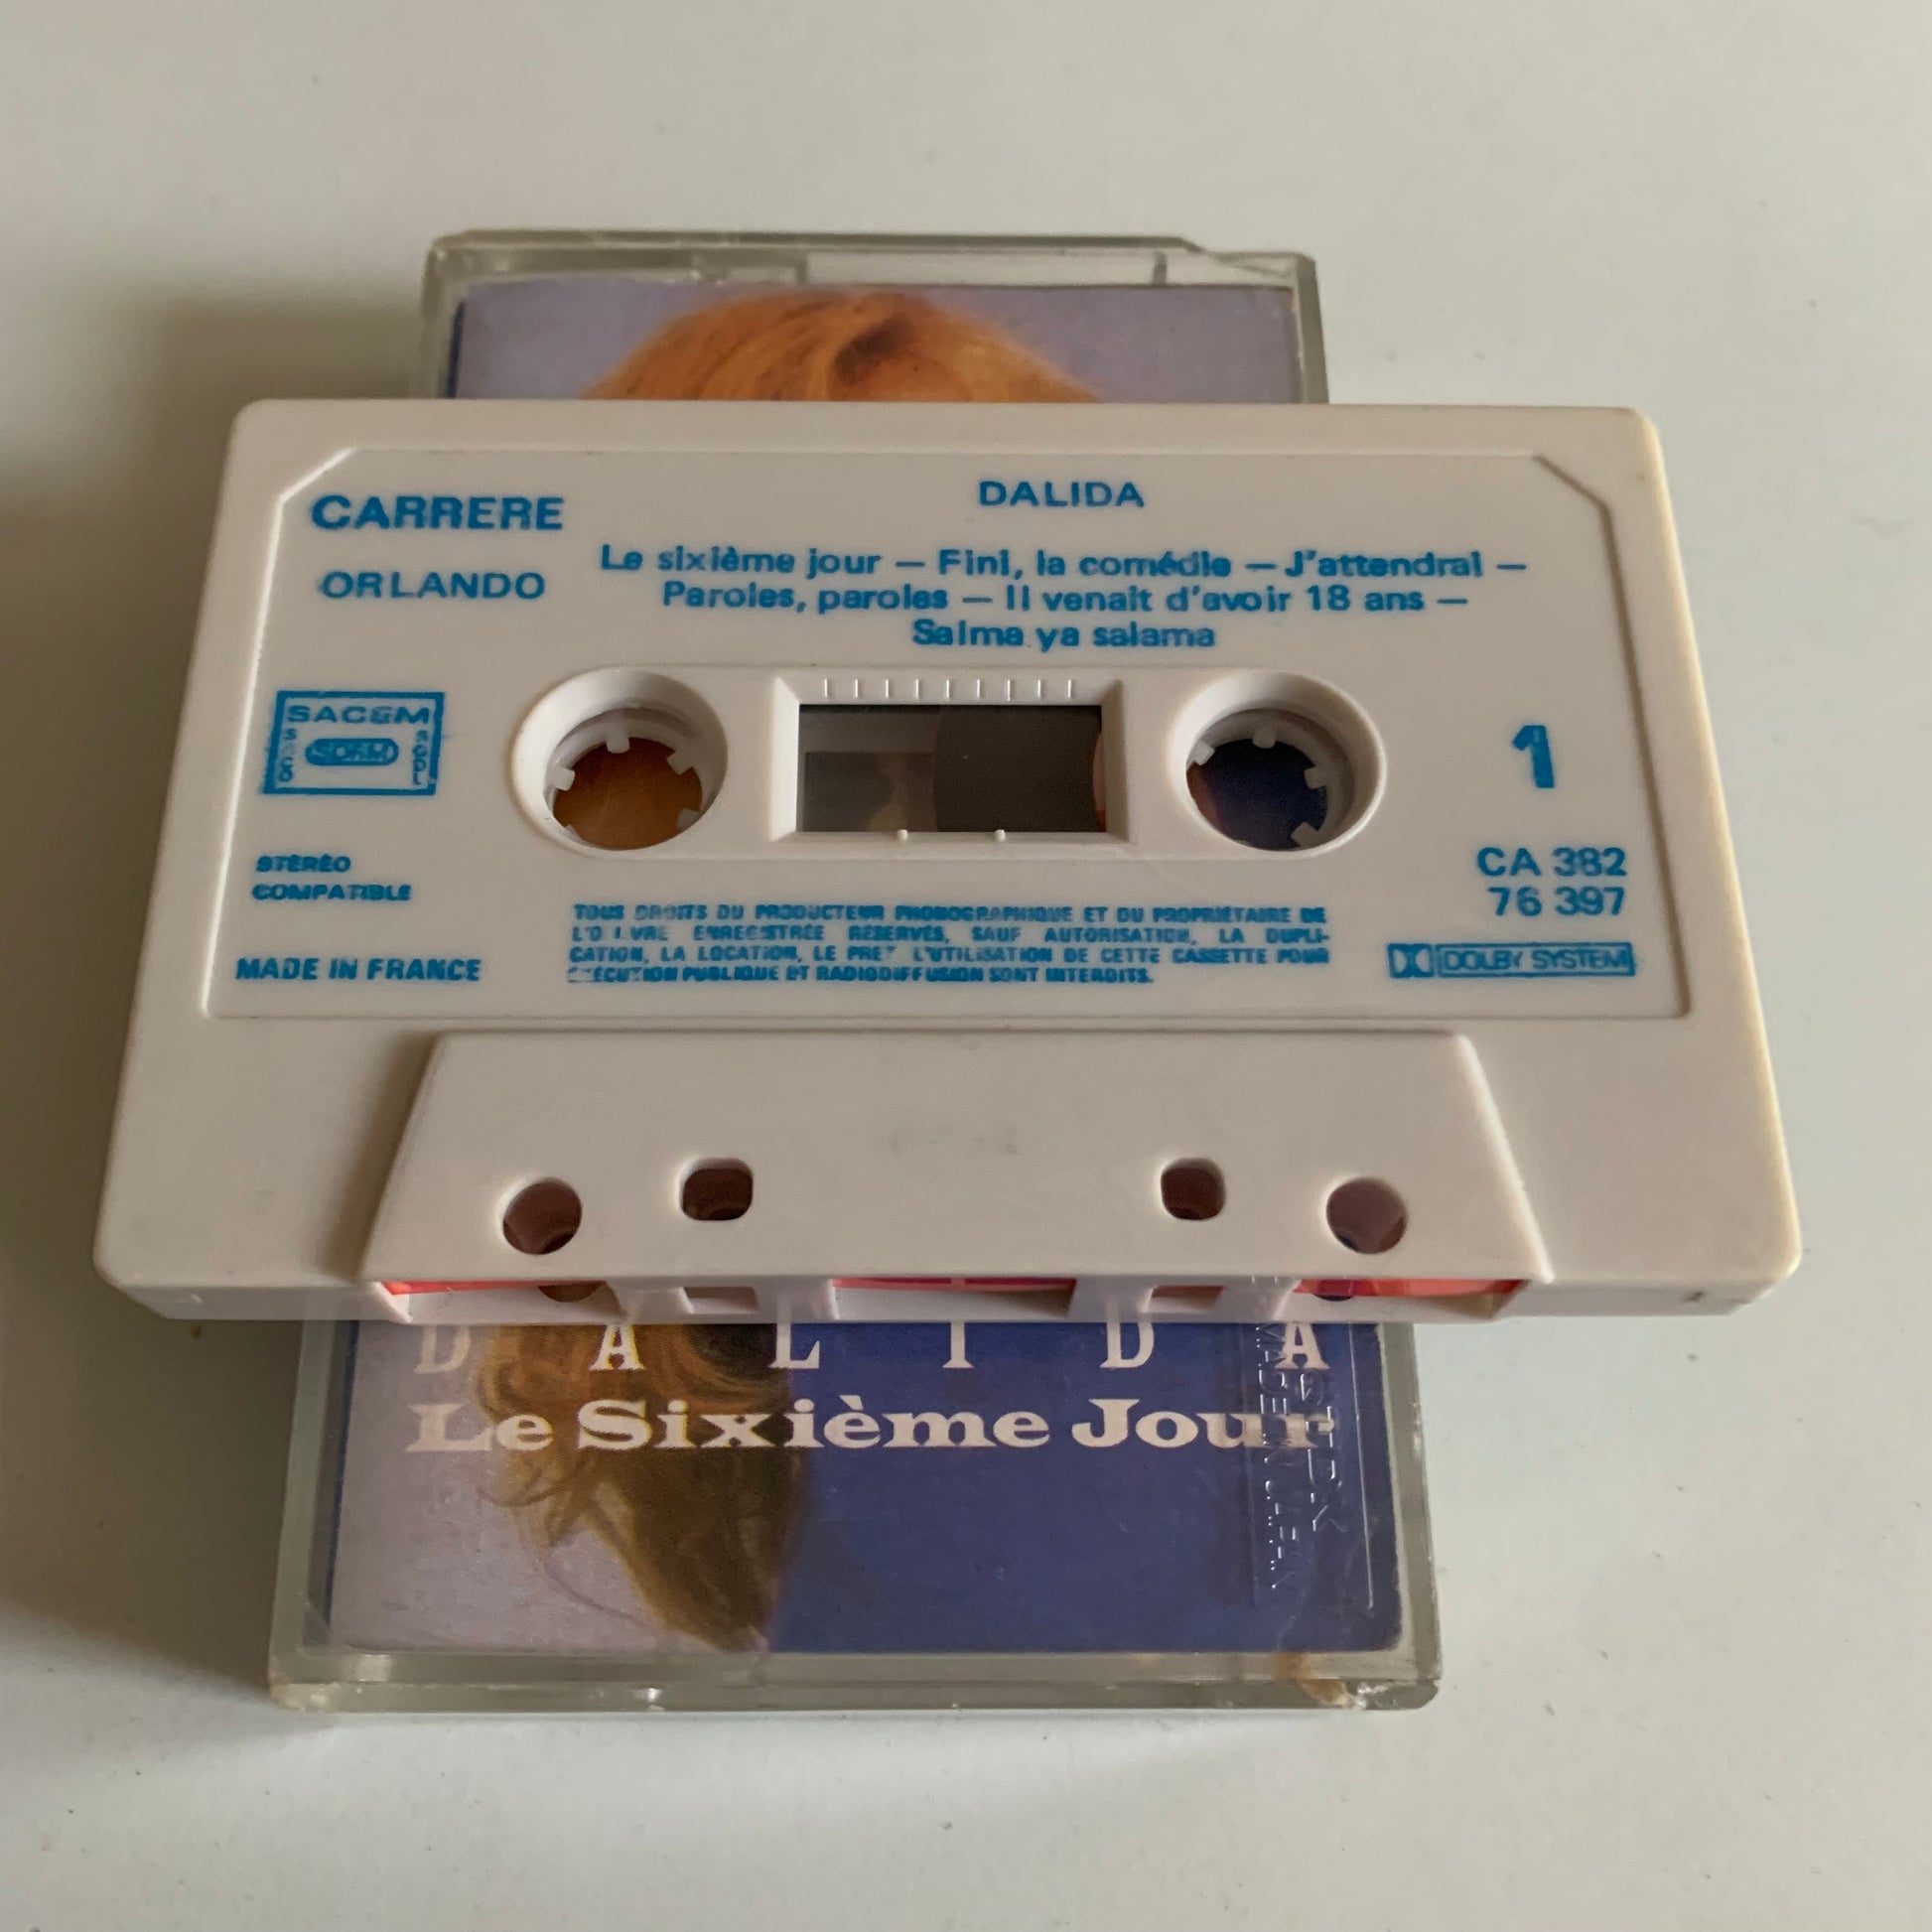 CARRERE
ORLANDO
DALIDA
Le sixième jour — Fini, la comédie — J'attendrai —
Paroles, paroles — Il venait d'avoir 18 ans —
Salma ya salama
SACEM
SDRM
1
STÉRÉO
COMPATIBLE
MADE IN FRANCE
CA 382
76 397
DOLBY SYSTEM
TOUS DROITS DU PRODUCTEUR PHONOGRAPHIQUE ET DU PROPRIÉTAIRE DE
ENREGISTRÉE RÉSERVÉS, SAUF AUTORISATION, LA DUPLI-
CATION, LA LOCATION, LE PRET L'UTILISATION DE CETTE CASSETTE POUR
PUBLIQUE ET RADIODIFFUSION SONT INTERDITS.
DALIDA
Le Sixième Jour